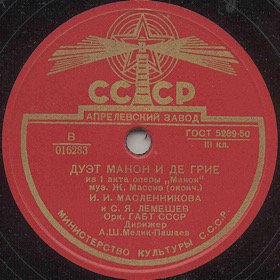 СССР
АПРЕЛЕВСКИЙ ЗАВОД
В
016283
ГОСТ 5289-50
III кл.
ДУЭТ МАНОН И ДЕ ГРИЕ
из I акта оперы „Манон"
муз. Ж. Массне (оконч.)
И. И. МАСЛЕННИКОВА
и С. Я. ЛЕМЕШЕВ
Орк. ГАБТ СССР
Дирижер
А.Ш.Мелик-Пашаев
МИНИСТЕРСТВО КУЛЬТУРЫ С.С.С.Р.